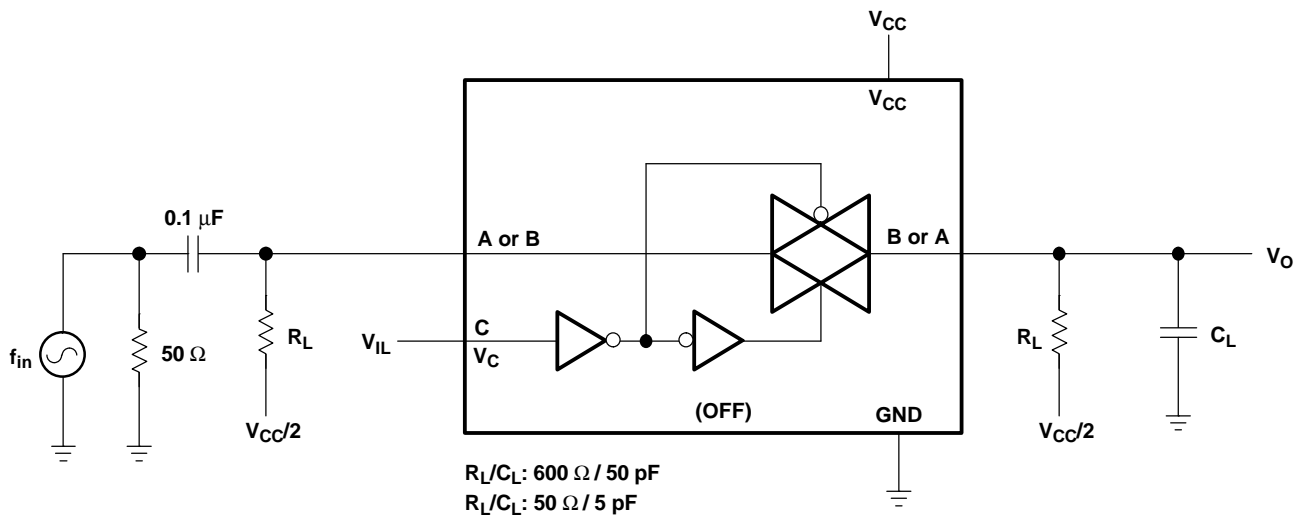 VCC
VCC
0.1 μF
A or B
B or A
VO
fin
50 Ω
RL
VCC/2
VIL
C
VC
(OFF)
GND
RL
VCC/2
CL
RL/CL: 600 Ω / 50 pF
RL/CL: 50 Ω / 5 pF